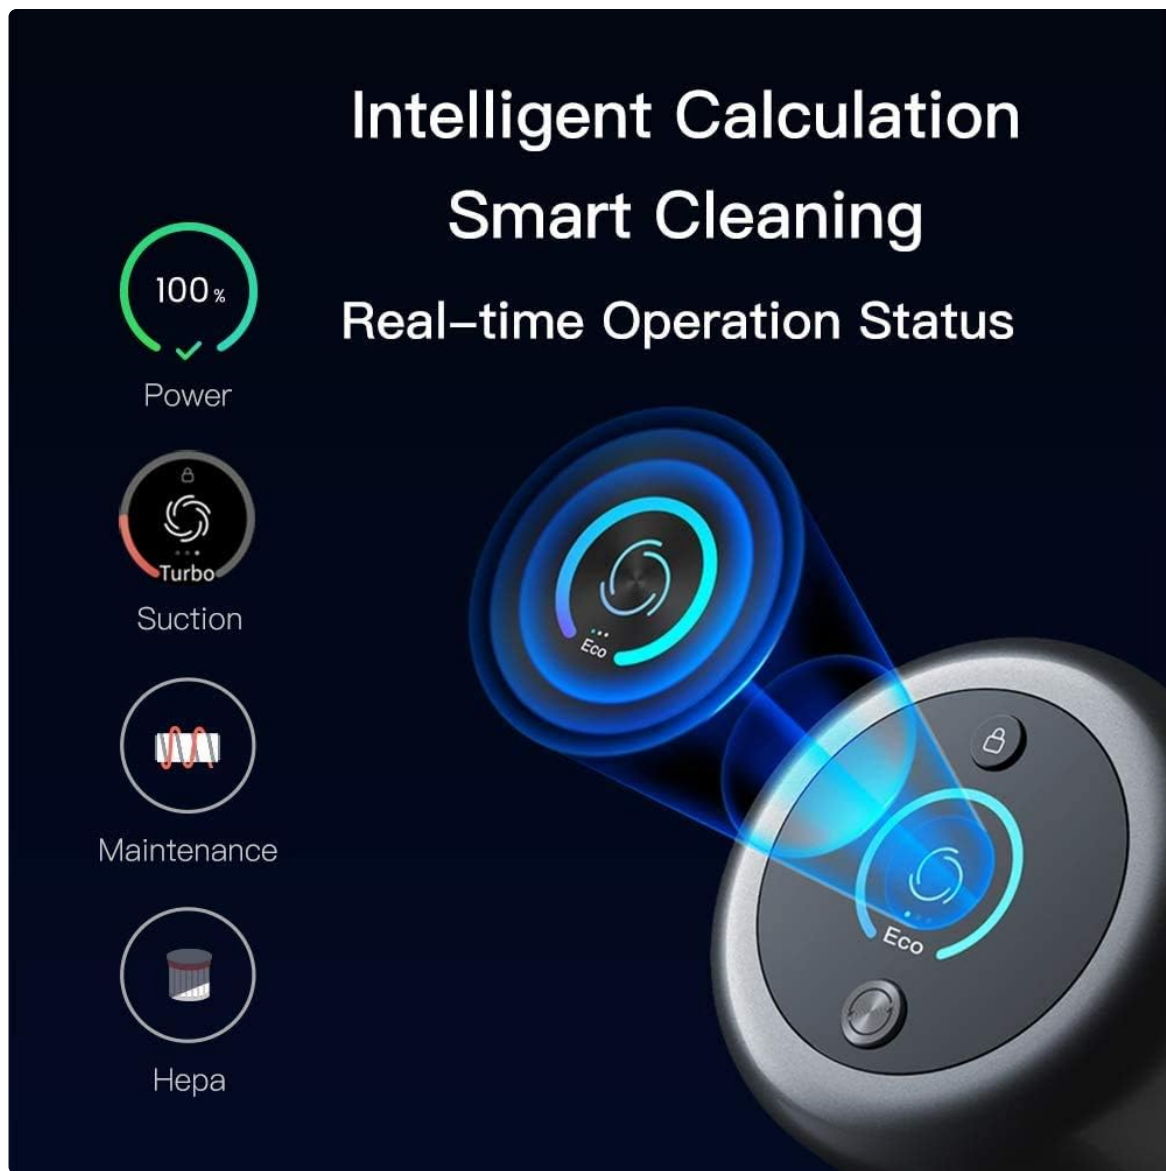 Intelligent Calculation
Smart Cleaning
Real-time Operation Status
100%
Power
Turbo
Suction
Maintenance
Hepa
Eco
Eco